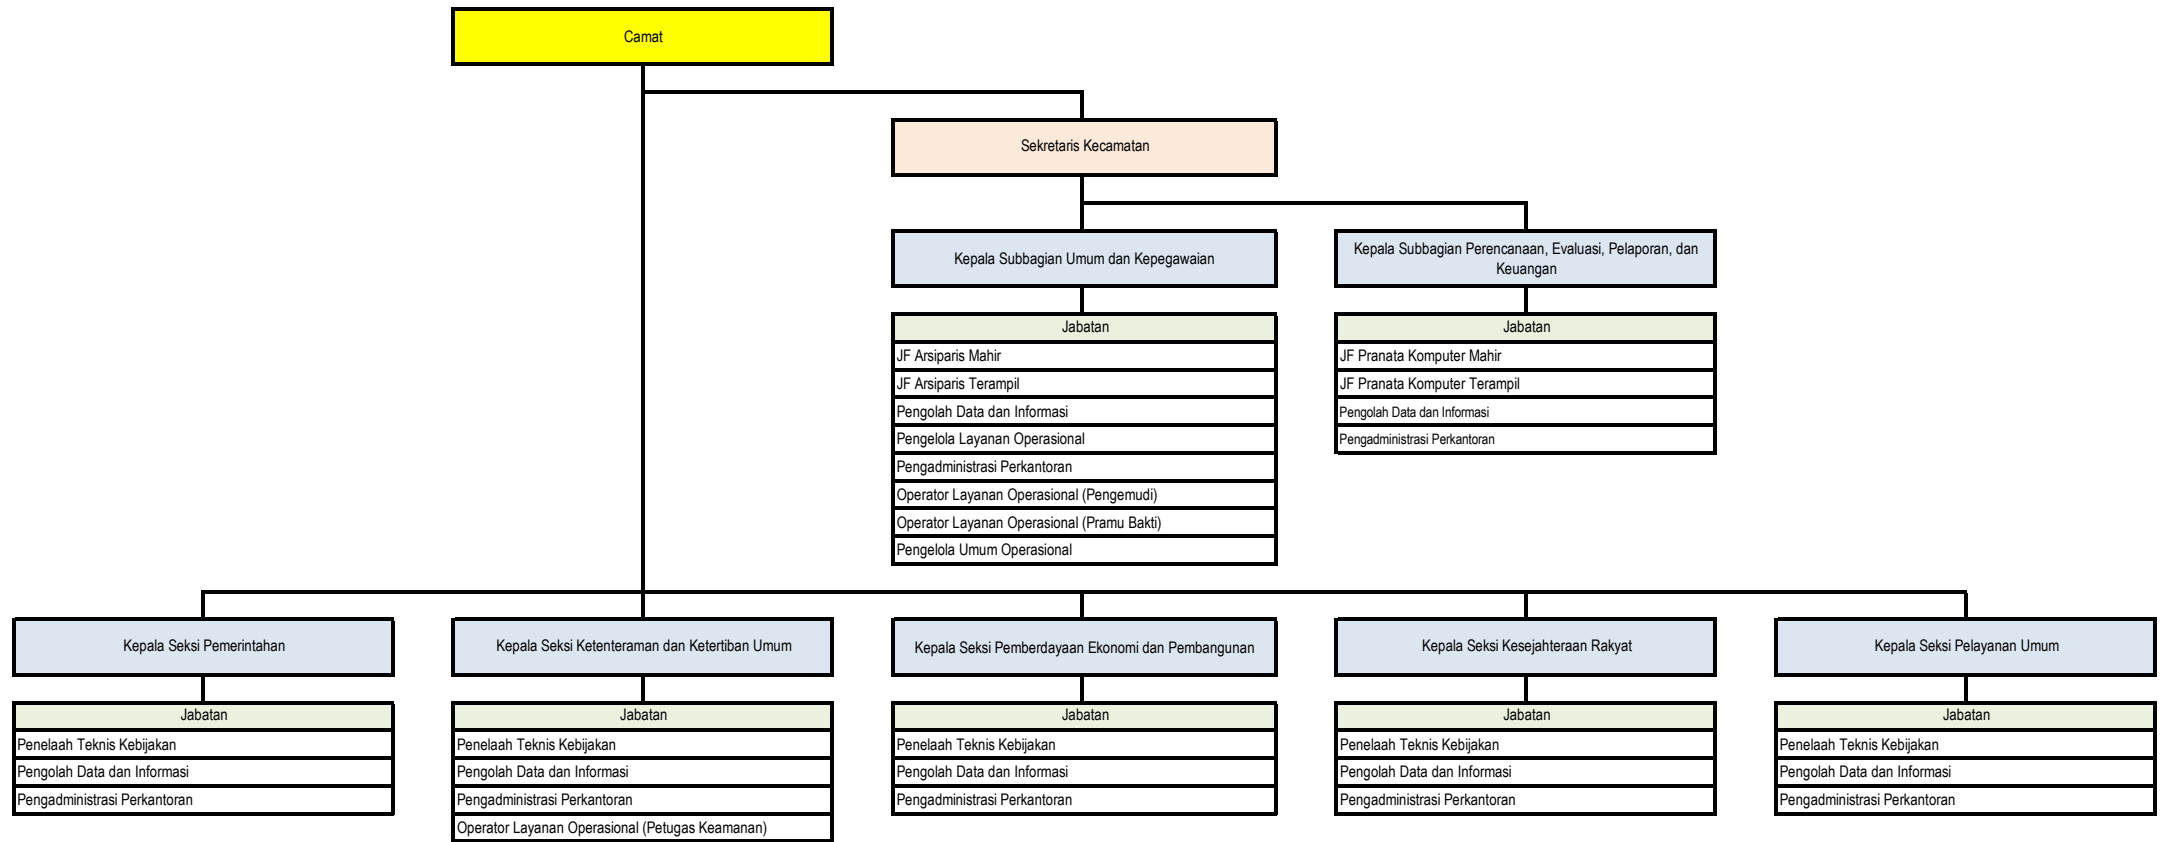 Camat
Sekretaris Kecamatan
Kepala Subbagian Umum dan Kepegawaian
Kepala Subbagian Perencanaan, Evaluasi, Pelaporan, dan
Keuangan
Jabatan
JF Arsiparis Mahir
JF Arsiparis Terampil
Pengolah Data dan Informasi
Pengelola Layanan Operasional
Pengadministrasi Perkantoran
Operator Layanan Operasional (Pengemudi)
Operator Layanan Operasional (Pramu Bakti)
Pengelola Umum Operasional
Jabatan
JF Pranata Komputer Mahir
JF Pranata Komputer Terampil
Pengolah Data dan Informasi
Pengadministrasi Perkantoran
Kepala Seksi Pemerintahan
Jabatan
Penelaah Teknis Kebijakan
Pengolah Data dan Informasi
Pengadministrasi Perkantoran
Kepala Seksi Ketenteraman dan Ketertiban Umum
Jabatan
Penelaah Teknis Kebijakan
Pengolah Data dan Informasi
Pengadministrasi Perkantoran
Operator Layanan Operasional (Petugas Keamanan)
Kepala Seksi Pemberdayaan Ekonomi dan Pembangunan
Jabatan
Penelaah Teknis Kebijakan
Pengolah Data dan Informasi
Pengadministrasi Perkantoran
Kepala Seksi Kesejahteraan Rakyat
Jabatan
Penelaah Teknis Kebijakan
Pengolah Data dan Informasi
Pengadministrasi Perkantoran
Kepala Seksi Pelayanan Umum
Jabatan
Penelaah Teknis Kebijakan
Pengolah Data dan Informasi
Pengadministrasi Perkantoran